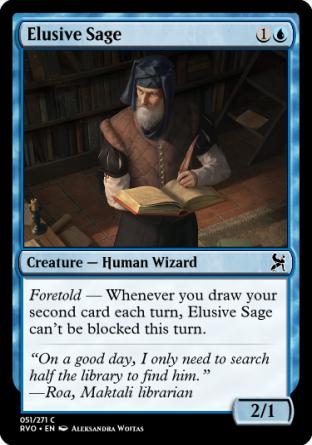 Elusive Sage 1
Creature — Human Wizard
Foretold — Whenever you draw your
second card each turn, Elusive Sage
can't be blocked this turn.
“On a good day, I only need to search
half the library to find him.”
—Roa, Maktali librarian
2/1
051/271 C
RVO • EN Aleksandra Wojtas